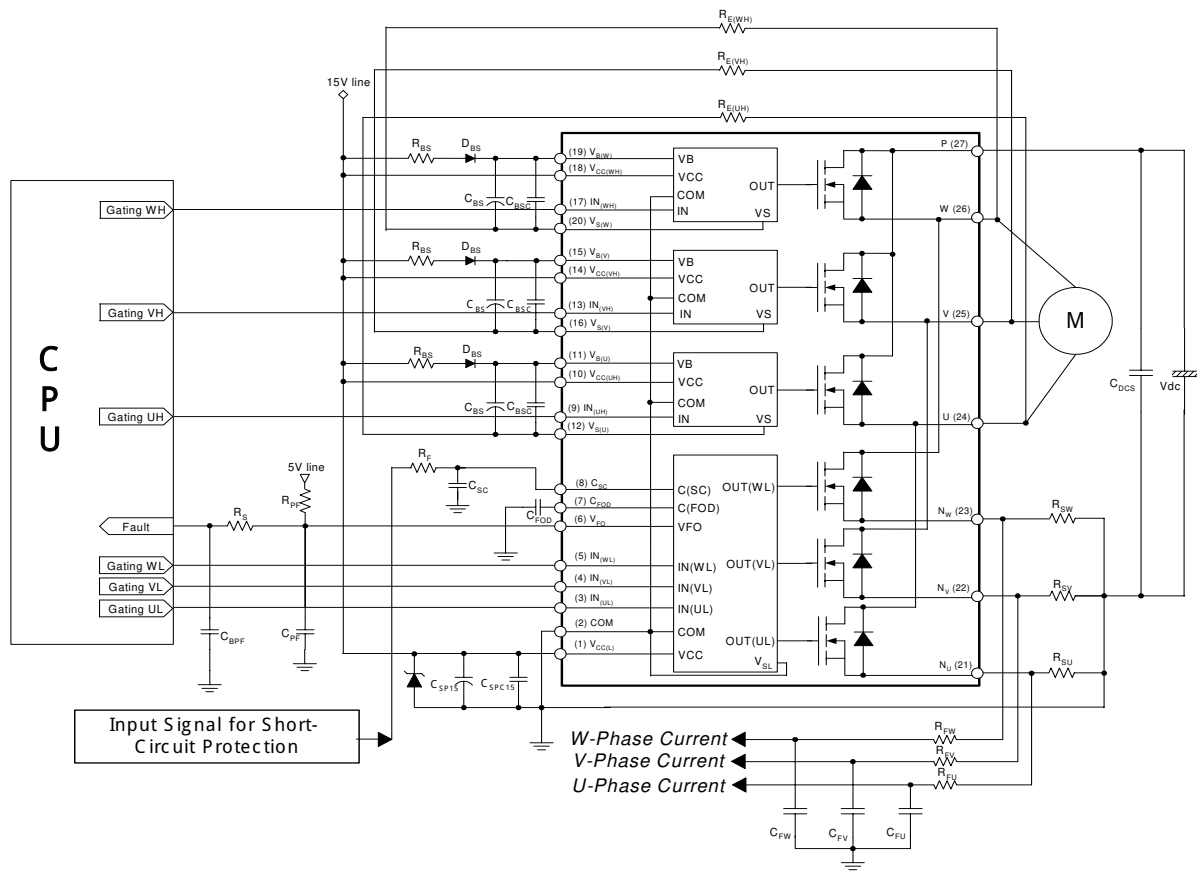 R_E(WH)
R_E(VH)
15V line
R_E(UH)
R_BS
D_BS
C_BS
C_BSC
(19) V_B(W)
(18) V_CC(WH)
(17) IN_(WH)
(20) V_S(W)
VB
VCC
COM
IN
OUT
VS
P (27)
W (26)
Gating WH
R_BS
D_BS
C_BS
C_BSC
(15) V_B(V)
(14) V_CC(VH)
(13) IN_(VH)
(16) V_S(V)
VB
VCC
COM
IN
OUT
VS
V (25)
M
Gating VH
CPU
R_BS
D_BS
C_BS
C_BSC
(11) V_B(U)
(10) V_CC(UH)
(9) IN_(UH)
(12) V_S(U)
VB
VCC
COM
IN
OUT
VS
U (24)
C_DCS
Vdc
Gating UH
R_F
C_SC
5V line
R_PF
R_S
C_FOD
Fault
Gating WL
Gating VL
Gating UL
C_BPF
C_PF
(8) C_SC
(7) C_FOD
(6) V_FO
(5) IN_(WL)
(4) IN_(VL)
(3) IN_(UL)
(2) COM
(1) V_CC(L)
C(SC)
C(FOD)
VFO
IN(WL)
IN(VL)
IN(UL)
COM
VCC
OUT(WL)
OUT(VL)
OUT(UL)
V_SL
N_W (23)
N_V (22)
N_U (21)
R_SW
R_SV
R_SU
C_SP15
C_SPC15
Input Signal for Short-
Circuit Protection
W-Phase Current
V-Phase Current
U-Phase Current
R_FW
R_FV
R_FU
C_FW
C_FV
C_FU